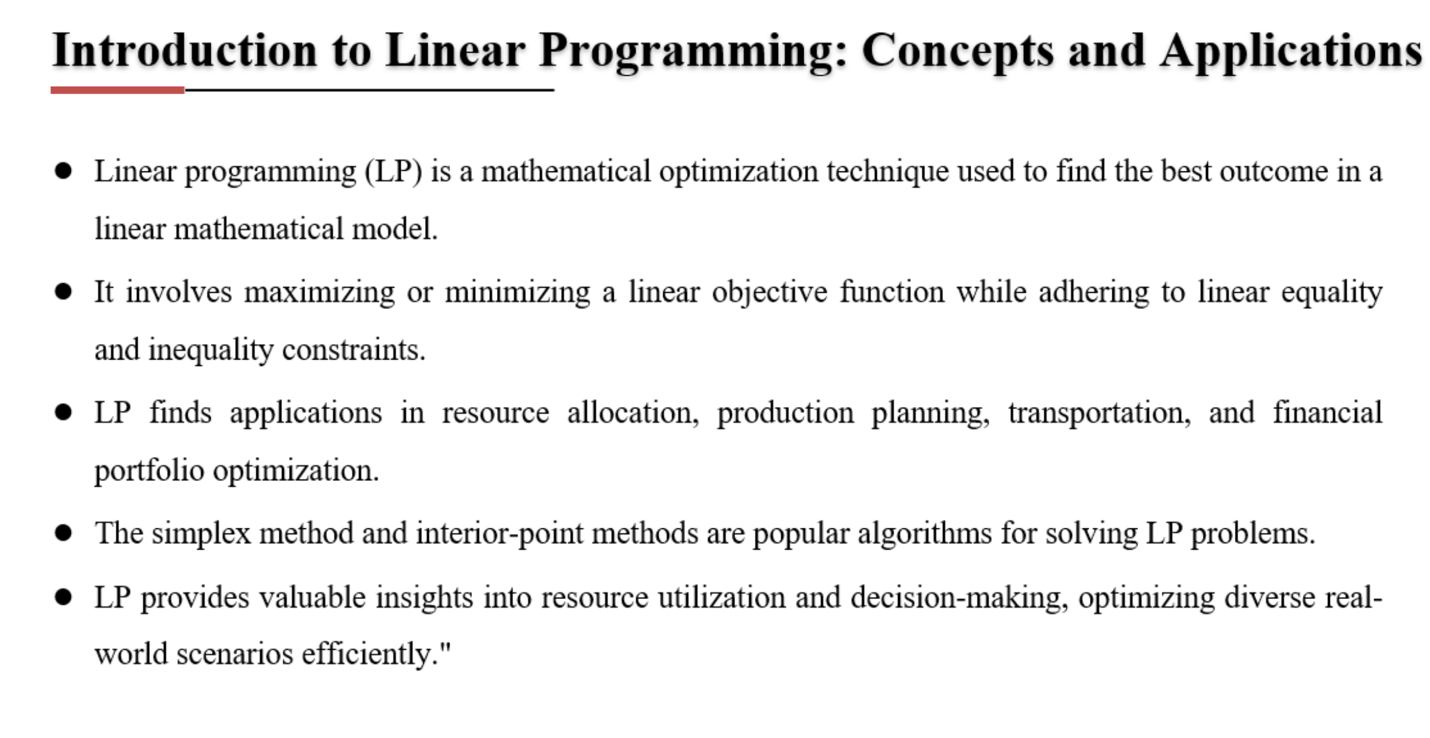 Introduction to Linear Programming: Concepts and Applications
● Linear programming (LP) is a mathematical optimization technique used to find the best outcome in a
linear mathematical model.
● It involves maximizing or minimizing a linear objective function while adhering to linear equality
and inequality constraints.
● LP finds applications in resource allocation, production planning, transportation, and financial
portfolio optimization.
● The simplex method and interior-point methods are popular algorithms for solving LP problems.
● LP provides valuable insights into resource utilization and decision-making, optimizing diverse real-
world scenarios efficiently."